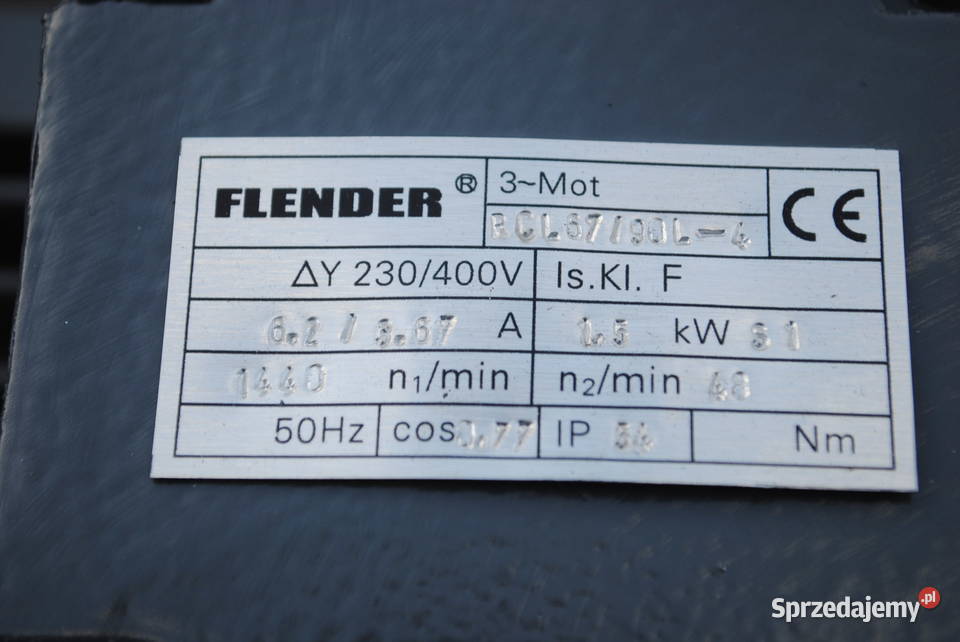 FLENDER ® 3~Mot
RCL67/90L-4 CE
ΔY 230/400V Is.Kl. F
6.2 / 3.67 A 1.5 kW S1
1440 n₁/min n₂/min 48
50Hz cos 0.77 IP 54 Nm
Sprzedajemy.pl